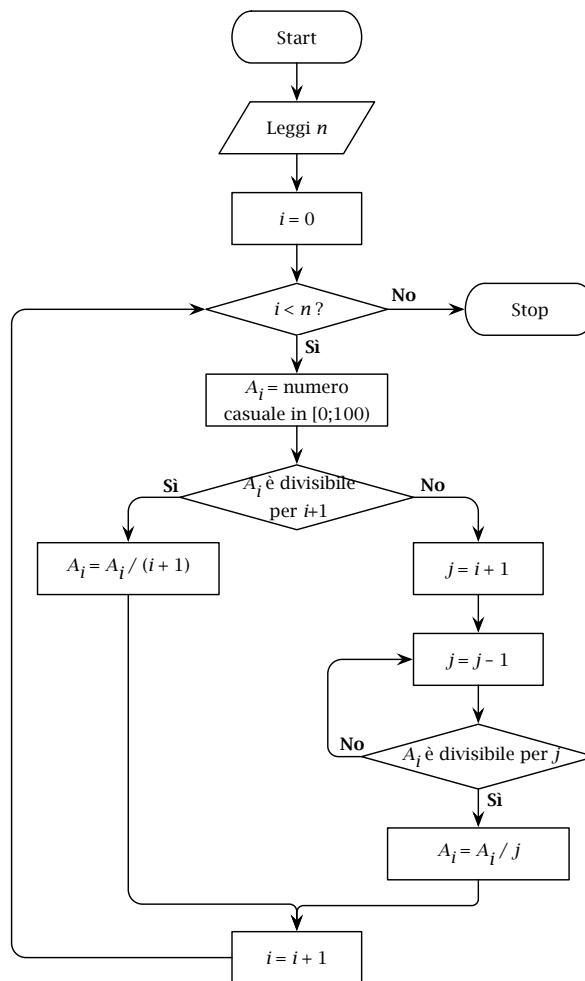 Start
Leggi n
i = 0
i < n ?
No
Stop
Sì
A_i = numero
casuale in [0;100)
Sì
A_i è divisibile
per i+1
No
A_i = A_i / (i + 1)
j = i + 1
j = j – 1
No
A_i è divisibile per j
Sì
A_i = A_i / j
i = i + 1